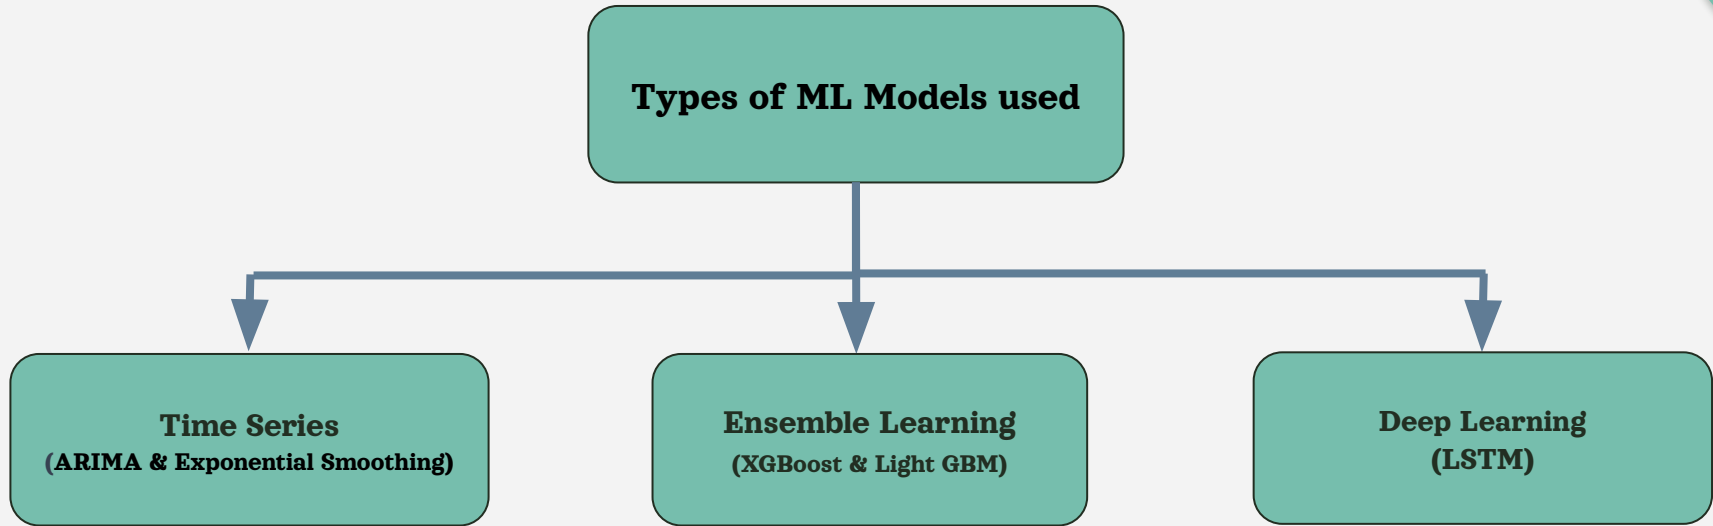 Types of ML Models used
Time Series
(ARIMA & Exponential Smoothing)
Ensemble Learning
(XGBoost & Light GBM)
Deep Learning
(LSTM)